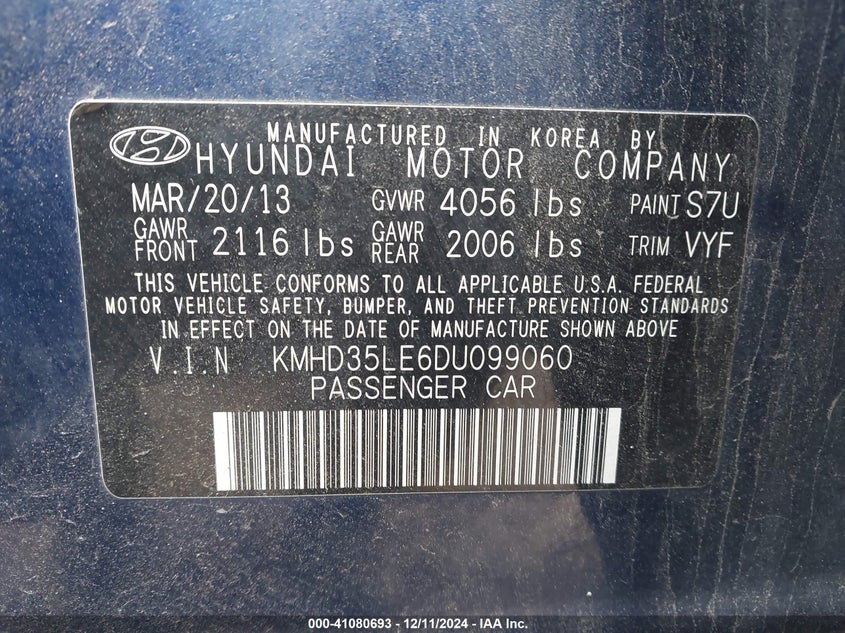 MANUFACTURED IN KOREA BY
HYUNDAI MOTOR COMPANY
MAR/20/13 GVWR 4056 lbs PAINT S7U
GAWR FRONT 2116 lbs GAWR REAR 2006 lbs TRIM VYF
THIS VEHICLE CONFORMS TO ALL APPLICABLE U.S.A. FEDERAL
MOTOR VEHICLE SAFETY, BUMPER, AND THEFT PREVENTION STANDARDS
IN EFFECT ON THE DATE OF MANUFACTURE SHOWN ABOVE
V.I.N KMHD35LE6DU099060
PASSENGER CAR
000-41080693 - 12/11/2024 - IAA Inc.